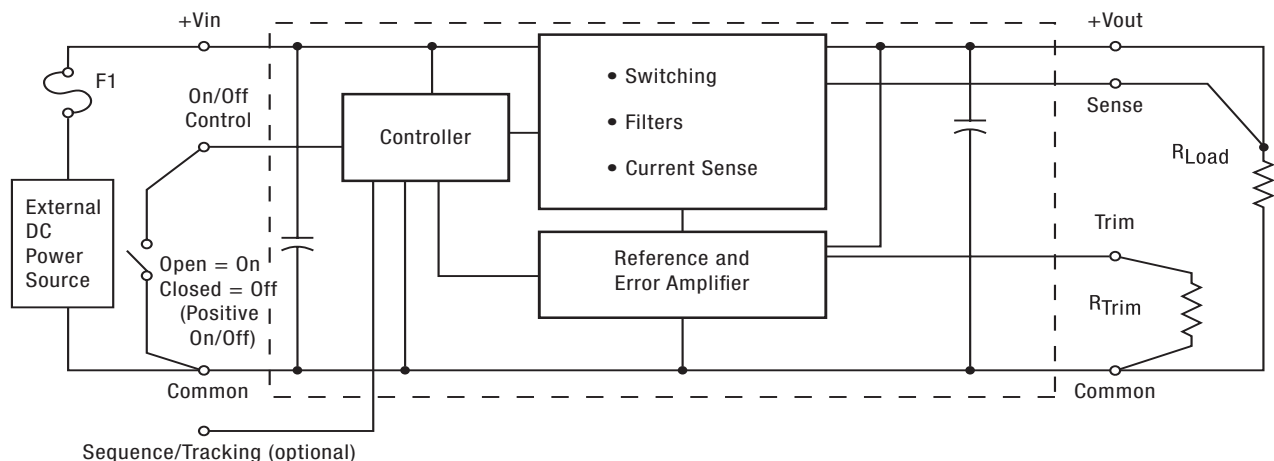 +Vin
+Vout
F1
On/Off
Control
• Switching
• Filters
• Current Sense
Sense
Controller
RLoad
External
DC
Power
Source
Open = On
Closed = Off
(Positive
On/Off)
Reference and
Error Amplifier
Trim
RTrim
Common
Common
Sequence/Tracking (optional)